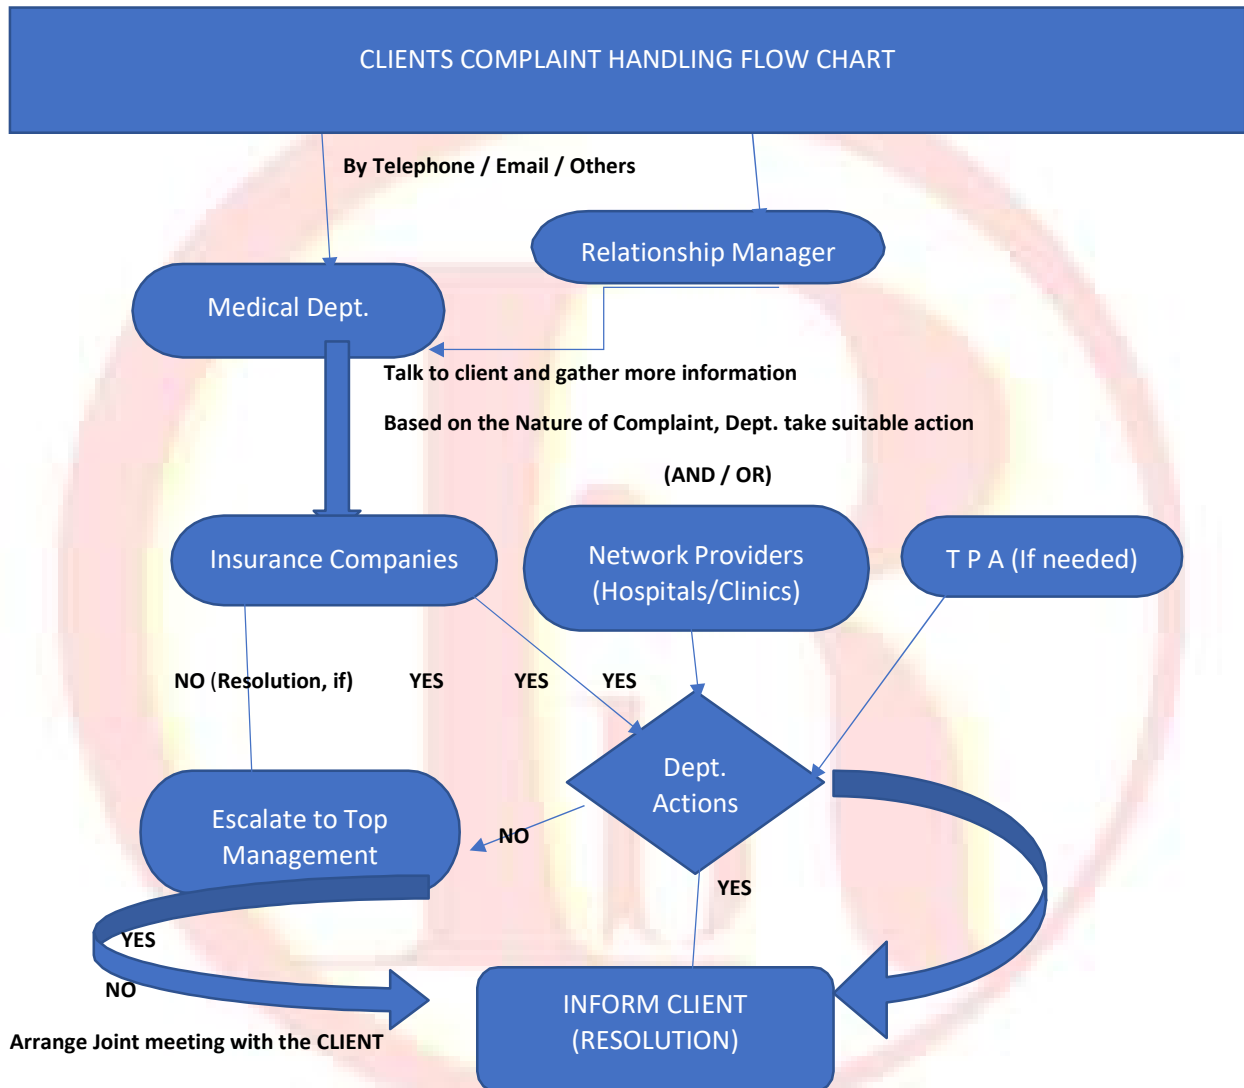 CLIENTS COMPLAINT HANDLING FLOW CHART
By Telephone / Email / Others
Relationship Manager
Medical Dept.
Talk to client and gather more information
Based on the Nature of Complaint, Dept. take suitable action
(AND / OR)
Insurance Companies
Network Providers
(Hospitals/Clinics)
T P A (If needed)
NO (Resolution, if) YES YES YES
Dept.
Actions
Escalate to Top
Management
NO
YES
YES
NO
INFORM CLIENT
(RESOLUTION)
Arrange Joint meeting with the CLIENT